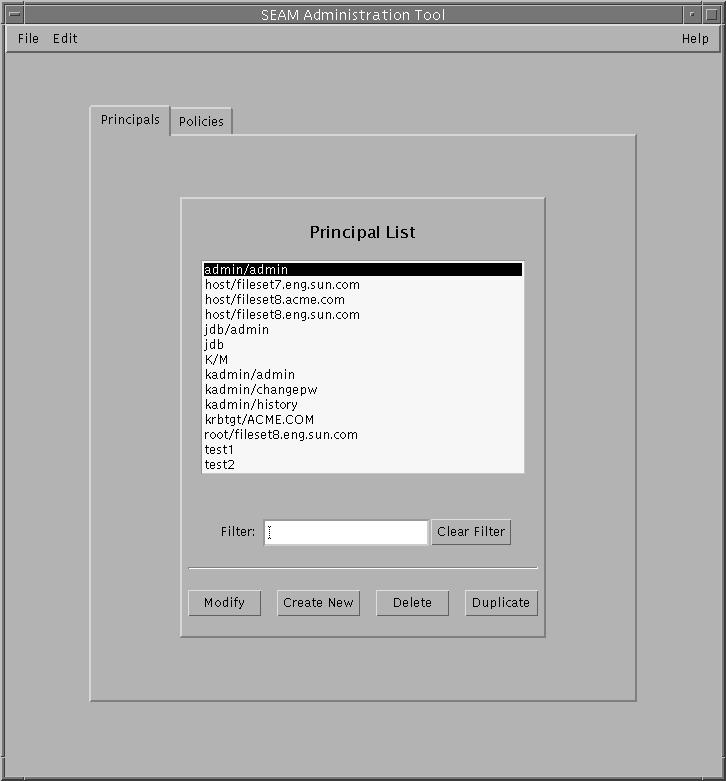 SEAM Administration Tool
File Edit Help
Principals Policies
Principal List
admin/admin
host/fileset7.eng.sun.com
host/fileset8.acme.com
host/fileset8.eng.sun.com
jdb/admin
jdb
K/M
kadmin/admin
kadmin/changepw
kadmin/history
krbtgt/ACME.COM
root/fileset8.eng.sun.com
test1
test2
Filter: Clear Filter
Modify Create New Delete Duplicate